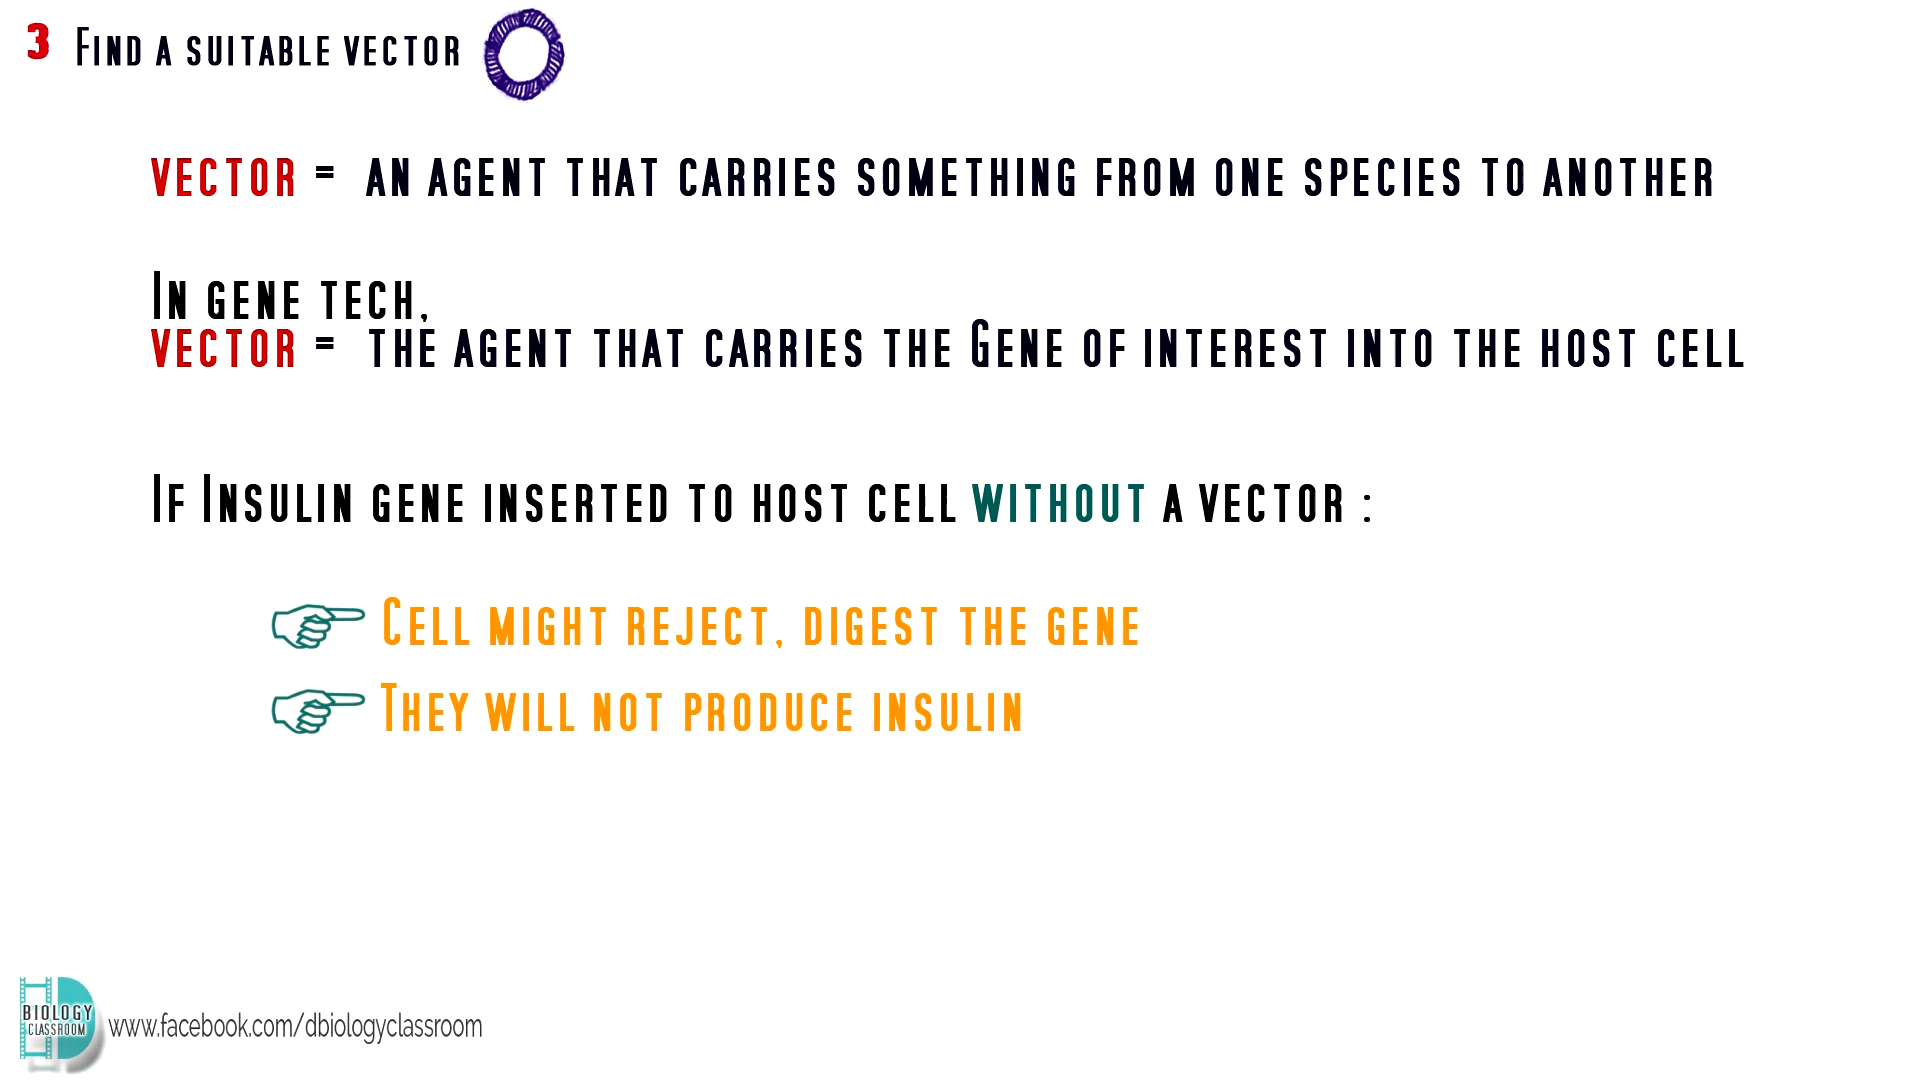 3 Find a suitable vector
vector = an agent that carries something from one species to another
In gene tech,
vector = the agent that carries the Gene of interest into the host cell
If Insulin gene inserted to host cell without a vector :
Cell might reject, digest the gene
They will not produce insulin
BIOLOGY
CLASSROOM
www.facebook.com/dbiologyclassroom